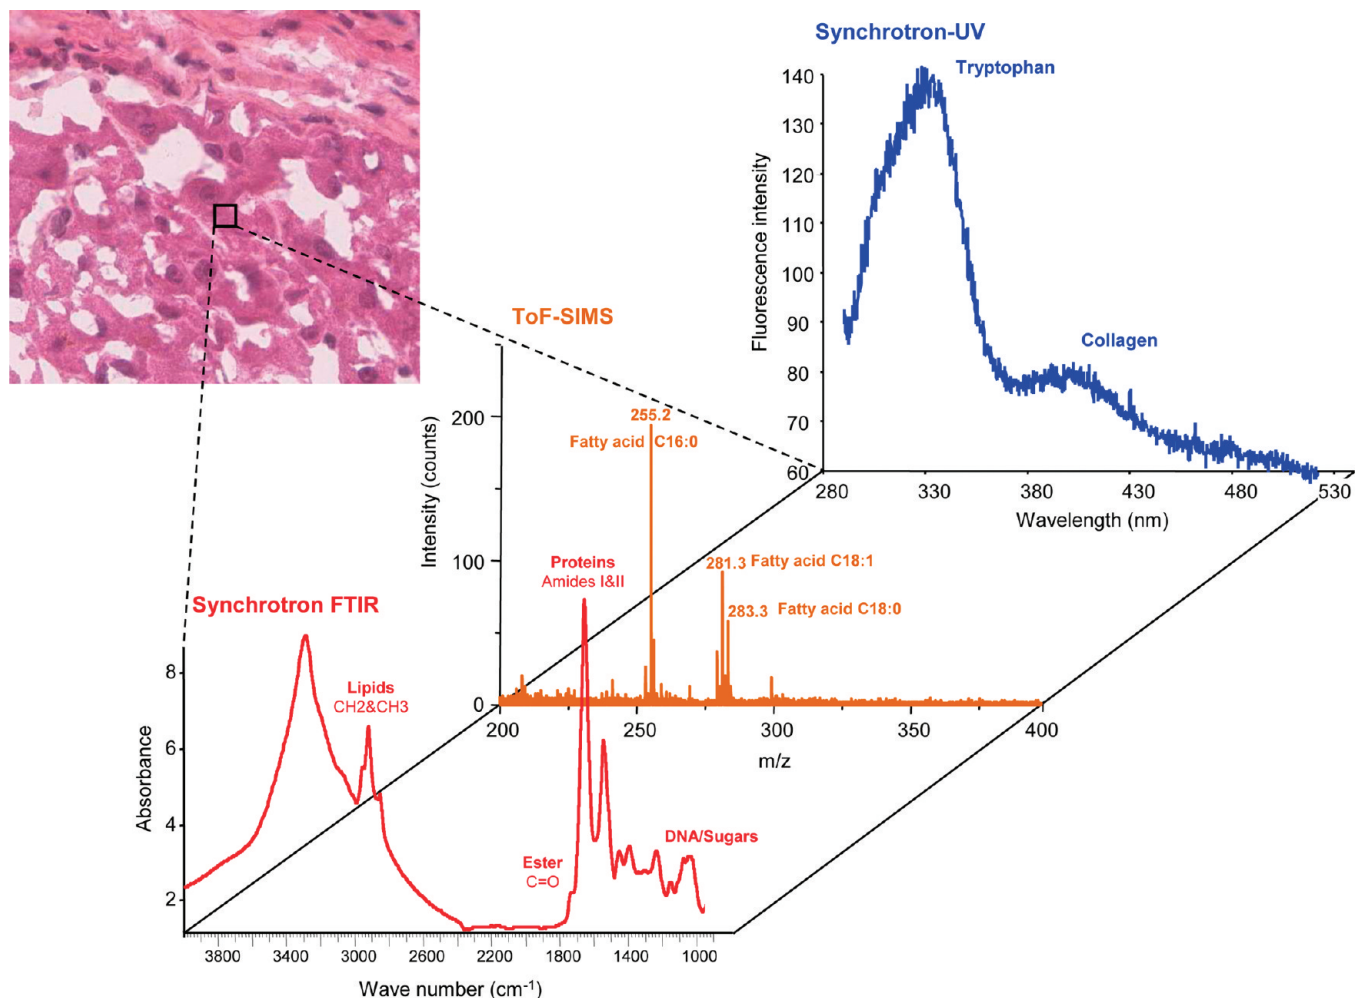 Synchrotron-UV
Tryptophan
140
130
120
110
100
90
80
70
60
Fluorescence intensity
Collagen
280 330 380 430 480 530
Wavelength (nm)
ToF-SIMS
200
100
0
Intensity (counts)
255.2
Fatty acid C16:0
281.3 Fatty acid C18:1
283.3 Fatty acid C18:0
200 250 300 350 400
m/z
Synchrotron FTIR
8
6
4
2
Absorbance
Lipids
CH2&CH3
Proteins
Amides I&II
Ester
C=O
DNA/Sugars
3800 3400 3000 2600 2200 1800 1400 1000
Wave number (cm⁻¹)